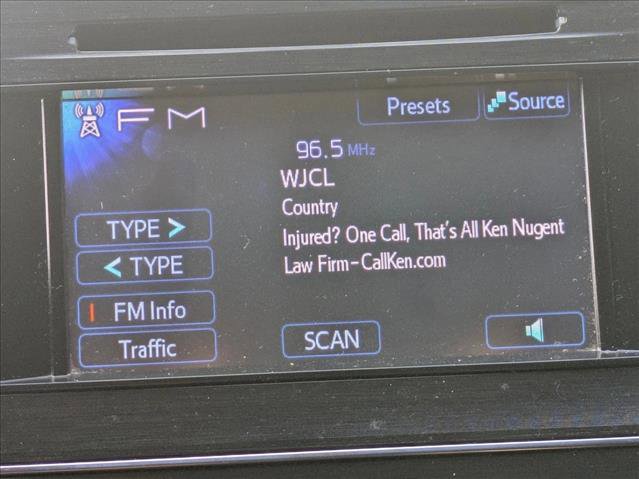 FM
Presets
Source
96.5 MHz
WJCL
Country
Injured? One Call, That's All Ken Nugent
Law Firm-CallKen.com
TYPE >
< TYPE
FM Info
Traffic
SCAN